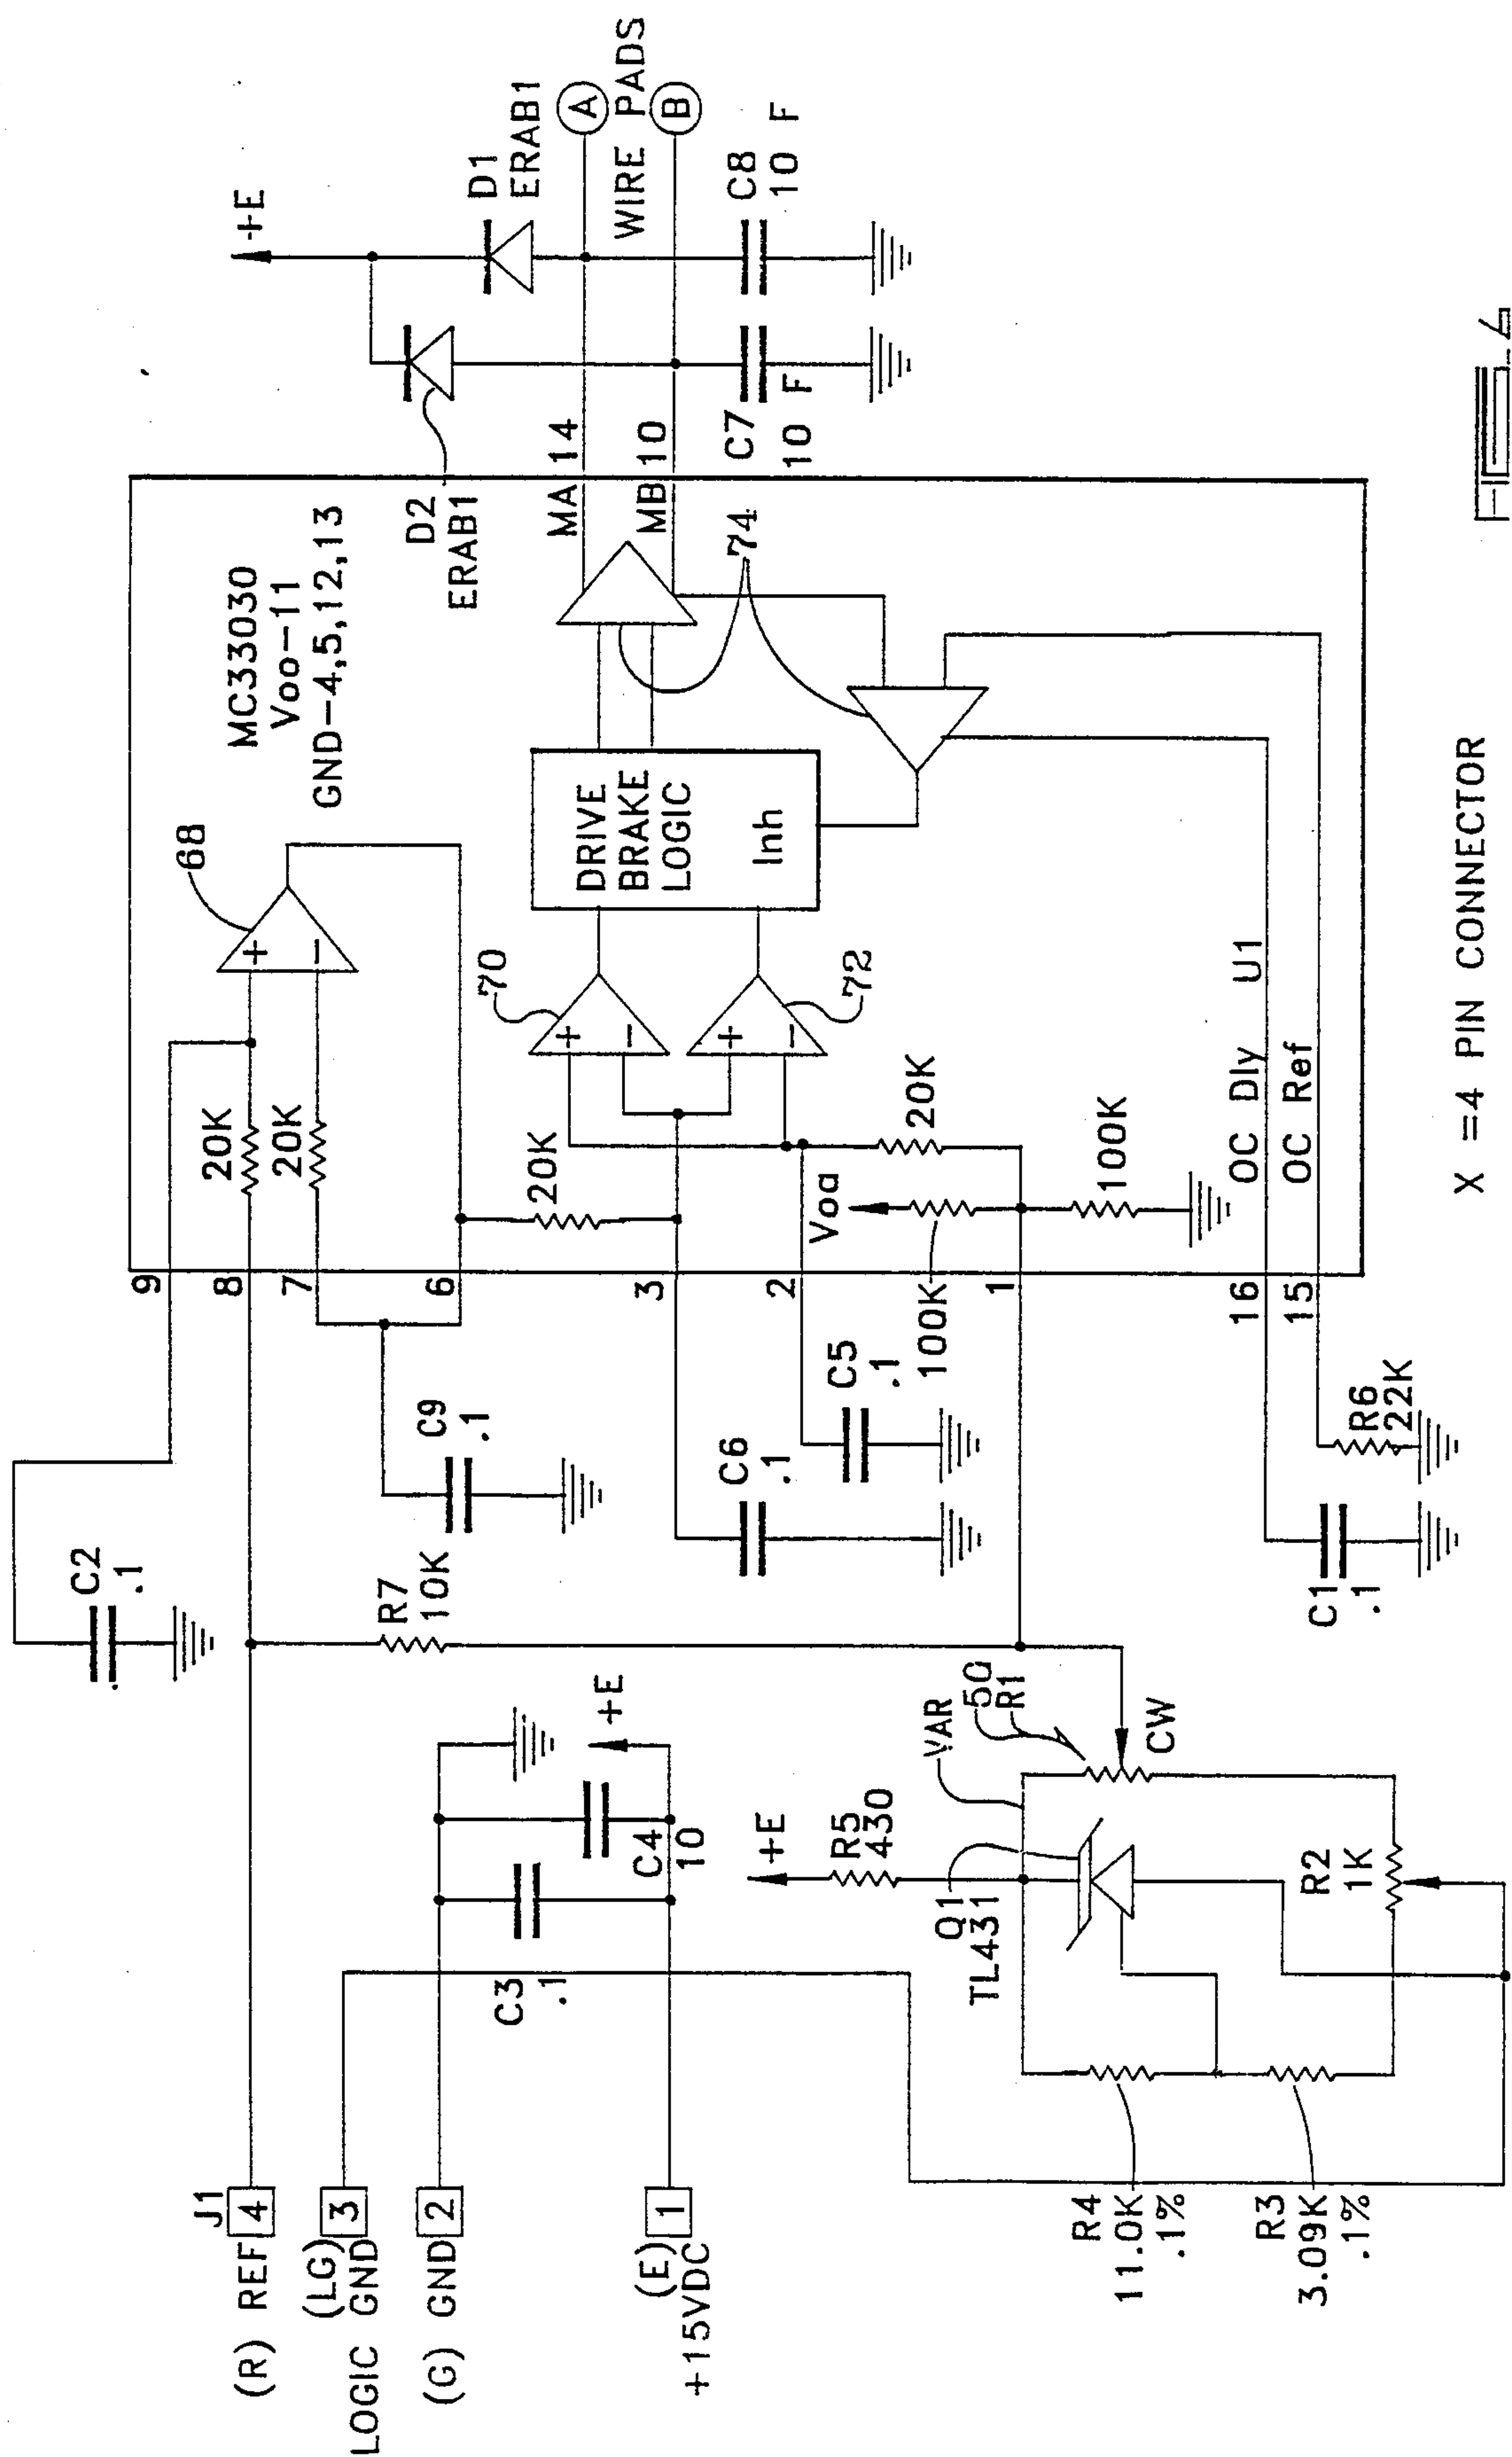 J1
(R) REF 4
(LG)
LOGIC GND 3
(G) GND 2
(E)
+15VDC 1
C2
.1
R7
10K
C9
.1
C3
.1
C4
10
+E
C6
.1
C5
.1
+E
R5
430
VAR
50
R1
CW
Q1
TL431
R2
1K
R4
11.0K
.1%
R3
3.09K
.1%
C1
.1
R6
22K
9
8
7
6
3
2
100K
1
16
15
20K
20K
20K
Voa
20K
100K
OC Dly
OC Ref
U1
68
70
72
+
-
+
-
+
-
MC33030
Voo-11
GND-4,5,12,13
DRIVE
BRAKE
LOGIC
Inh
74
MA 14
MB 10
D2
ERAB1
+E
D1
ERAB1
A
WIRE PADS
B
C7
10 F
C8
10 F
X =4 PIN CONNECTOR